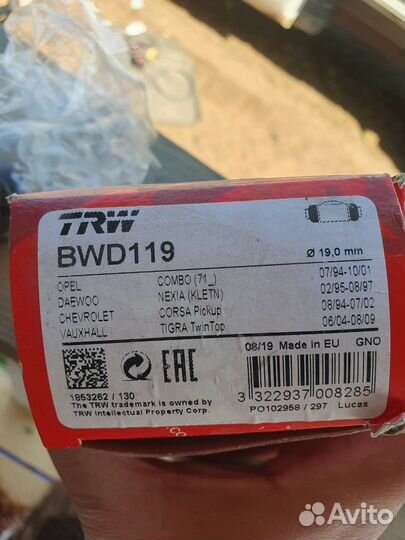 TRW
BWD119 Ø 19,0 mm
OPEL COMBO (71_) 07/94-10/01
DAEWOO NEXIA (KLETN) 02/95-08/97
CHEVROLET CORSA Pickup 08/94-07/02
VAUXHALL TIGRA TwinTop 06/04-08/09
08/19 Made in EU GNO
EAC
1853262 / 130
The TRW trademark is owned by
TRW Intellectual Property Corp.
3 322937 008285
PO102958 / 297 Lucas
Avito